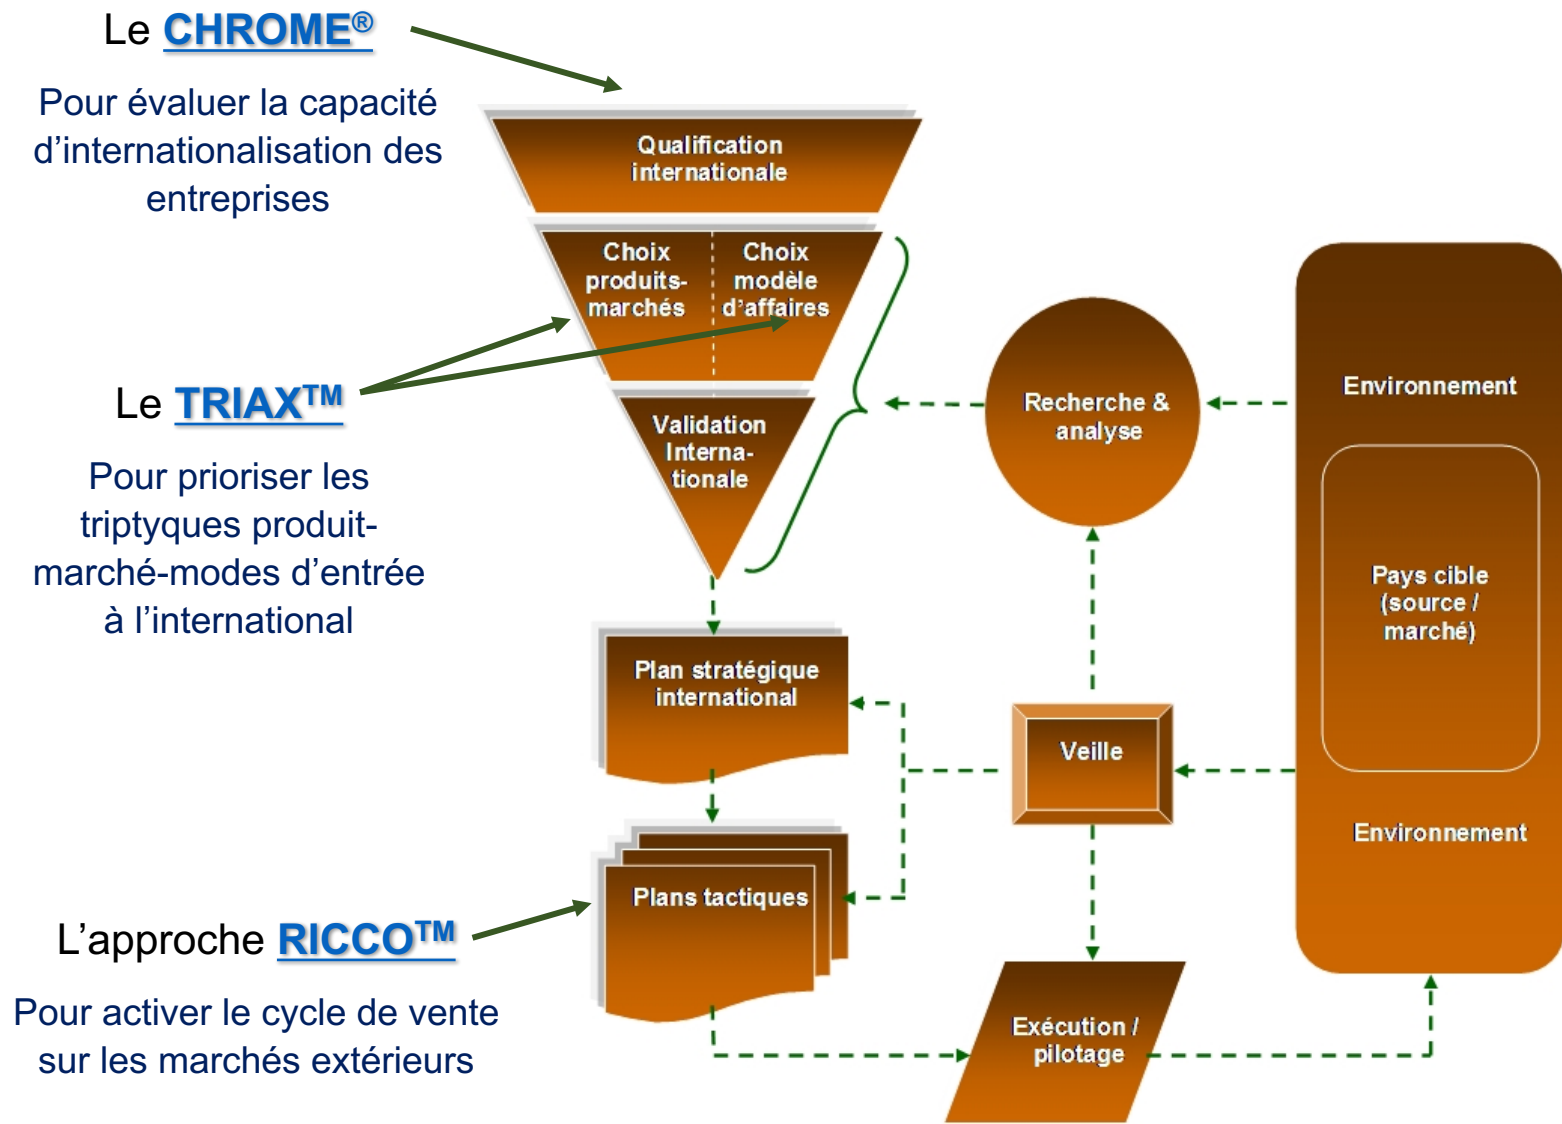 Le CHROME®
Pour évaluer la capacité
d’internationalisation des
entreprises
Qualification
internationale
Choix
produits-
marchés
Choix
modèle
d’affaires
Validation
Interna-
tionale
Le TRIAX™
Pour prioriser les
triptyques produit-
marché-modes d’entrée
à l’international
Recherche &
analyse
Environnement
Pays cible
(source /
marché)
Environnement
Plan stratégique
international
Veille
Plans tactiques
L’approche RICCO™
Pour activer le cycle de vente
sur les marchés extérieurs
Exécution /
pilotage